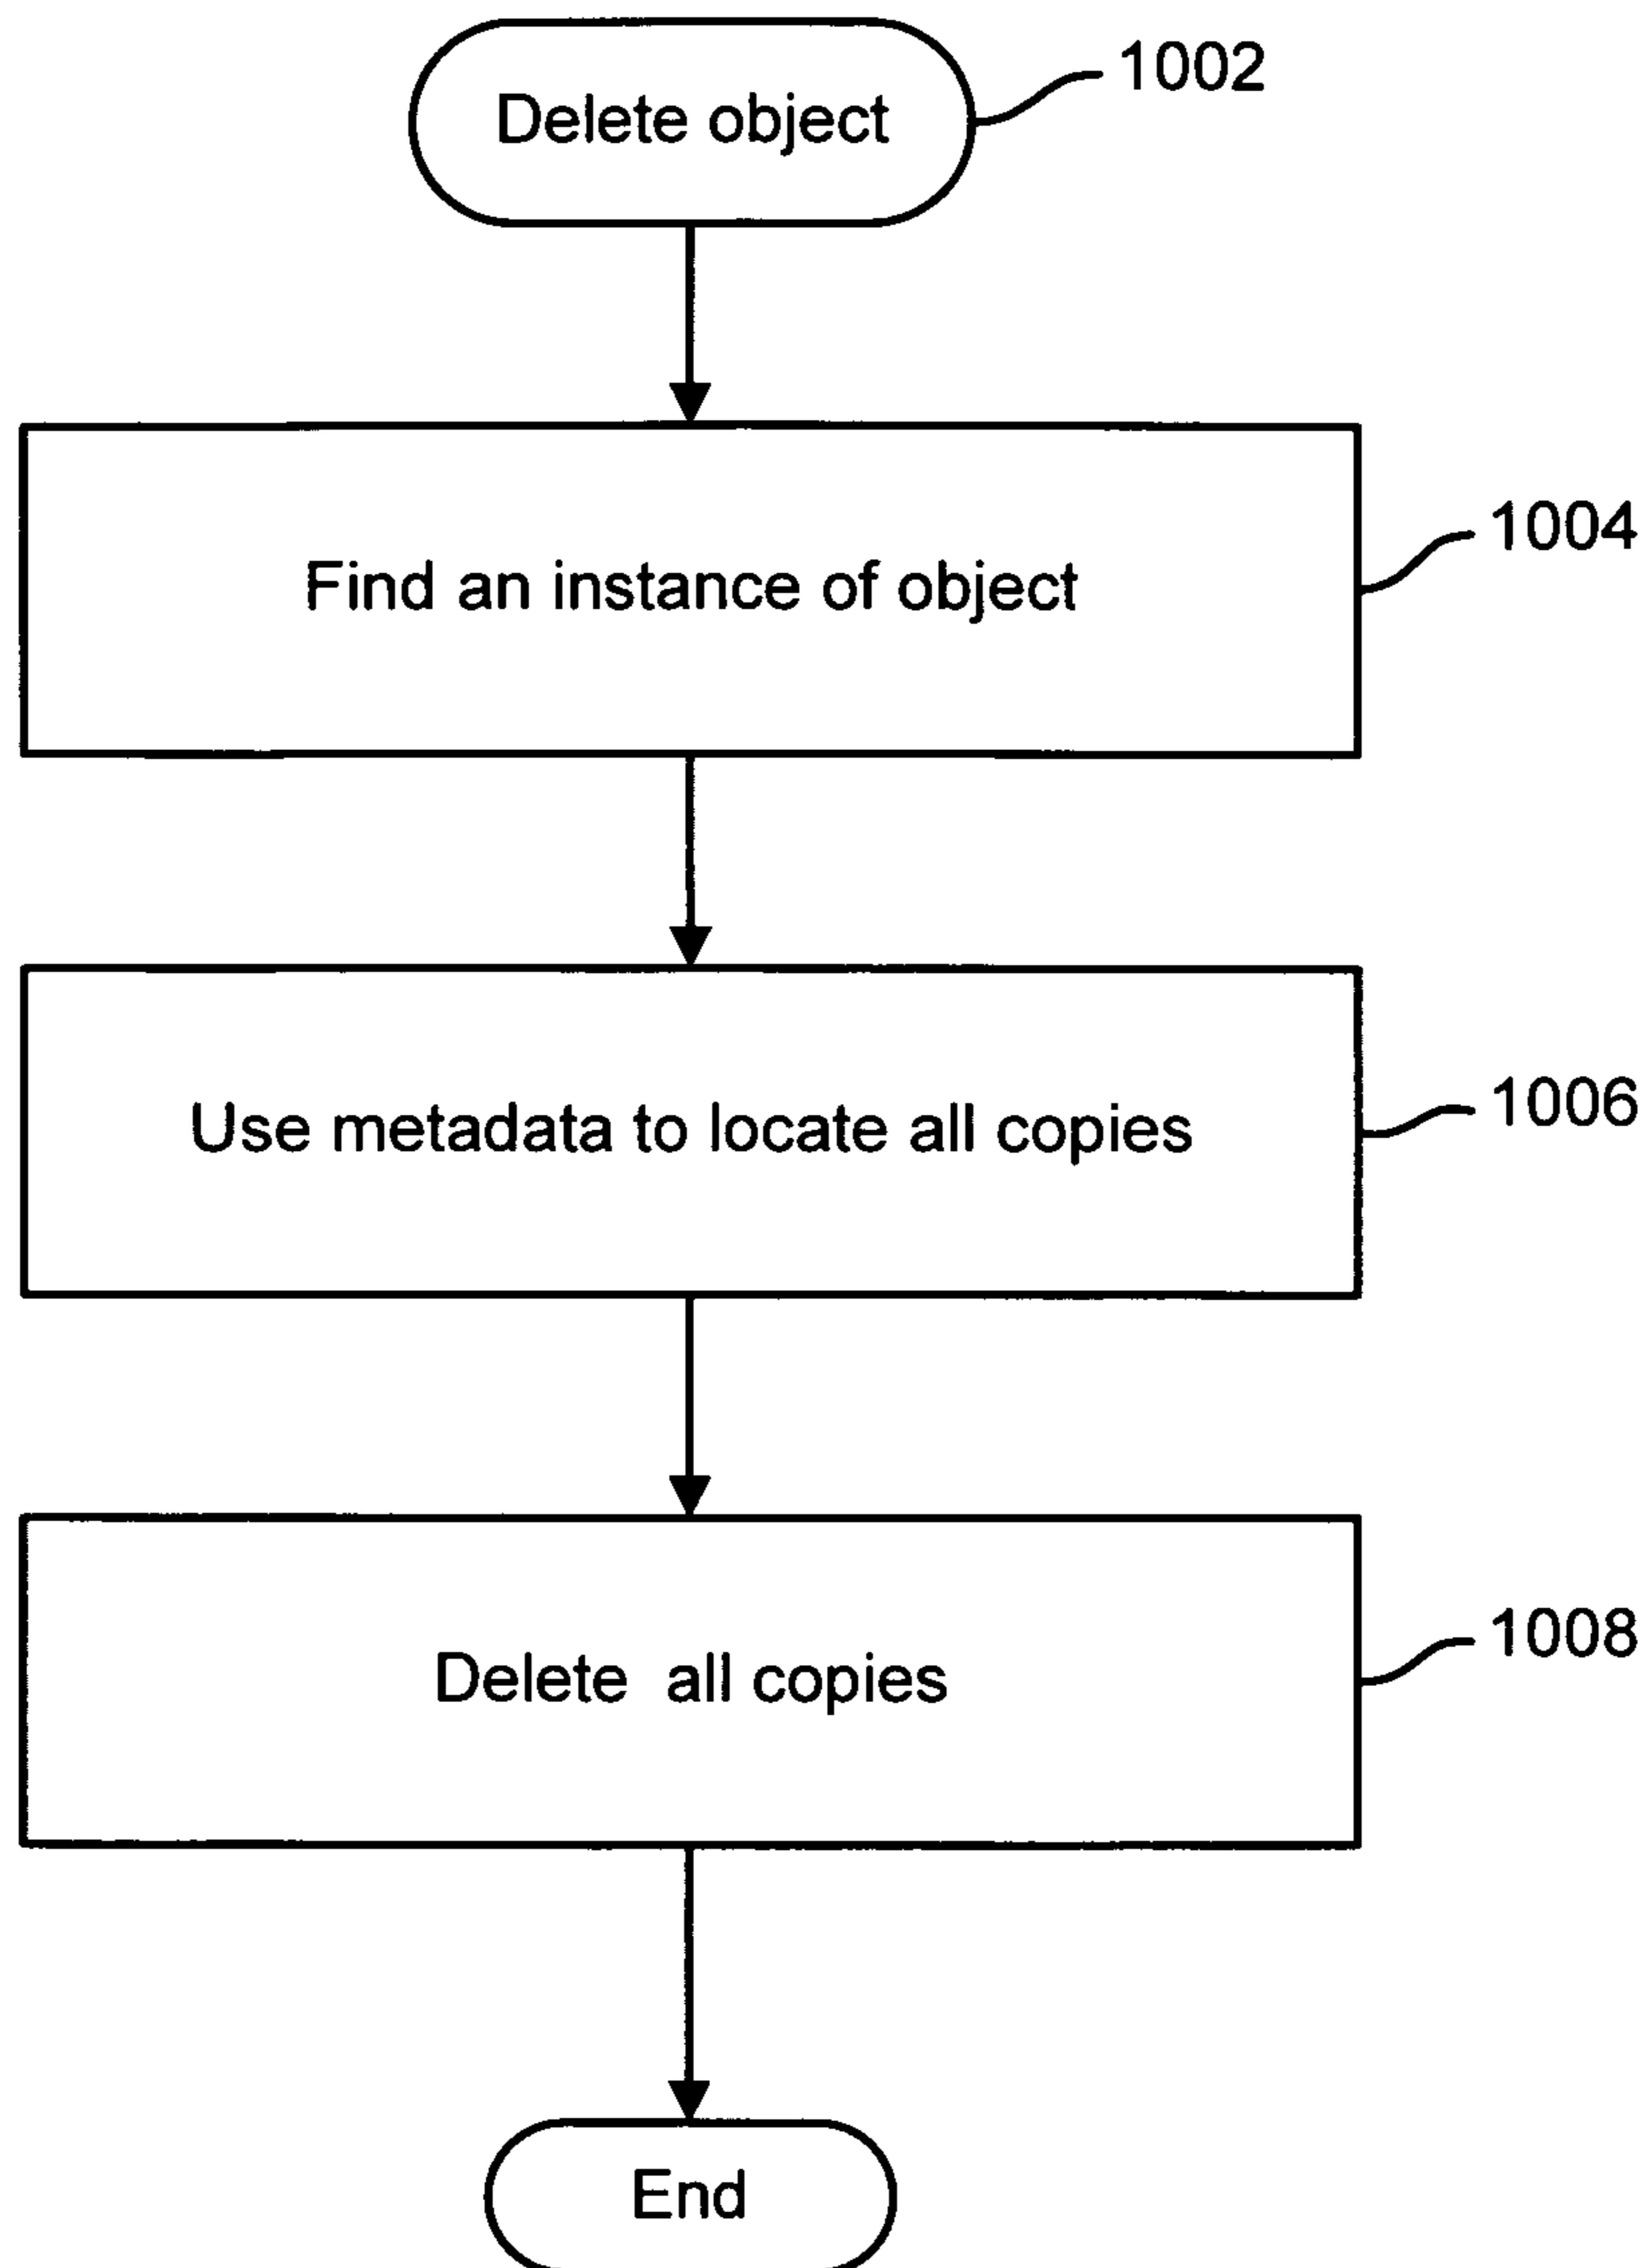 Delete object
1002
Find an instance of object
1004
Use metadata to locate all copies
1006
Delete all copies
1008
End